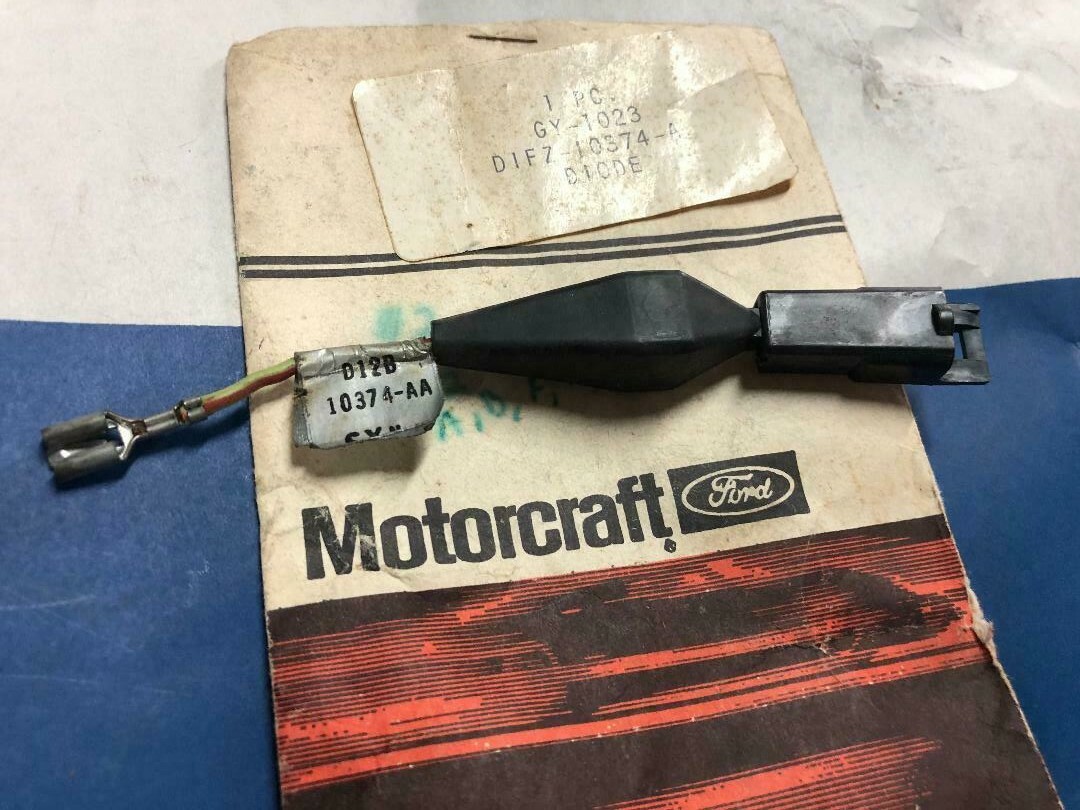 1 PC.
GY-1023
D1FZ-10374-A
DIODE
D12B
10374-AA
Motorcraft
Ford